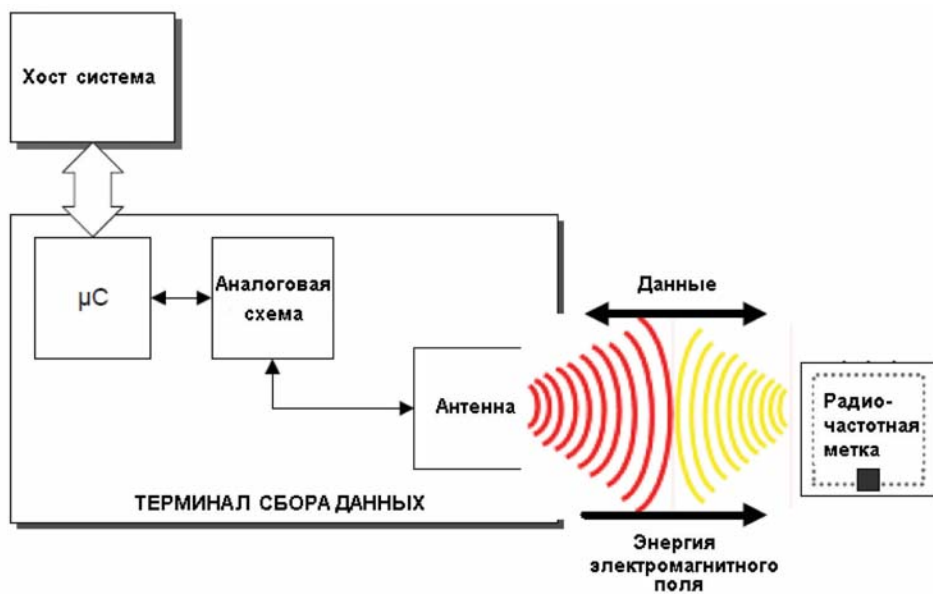 Хост система
µC
Аналоговая
схема
Антенна
ТЕРМИНАЛ СБОРА ДАННЫХ
Данные
Энергия
электромагнитного
поля
Радио-
частотная
метка